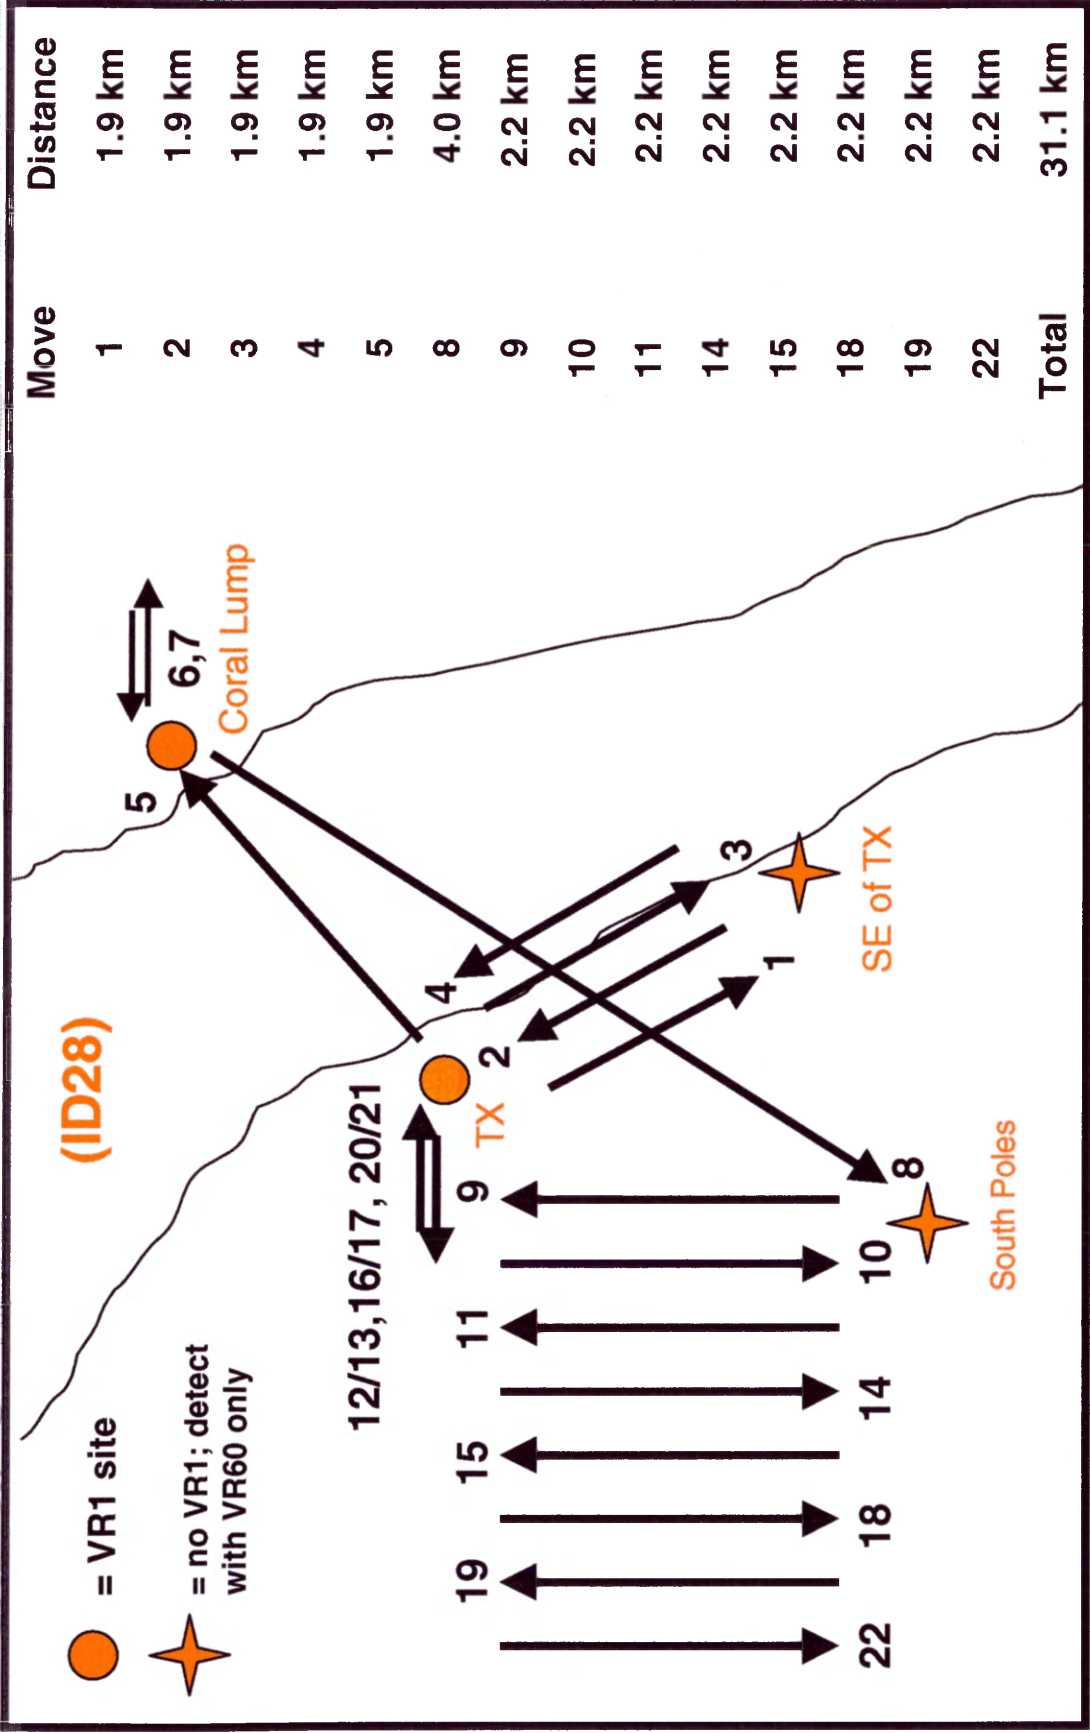 (ID28)
= VR1 site
= no VR1; detect
with VR60 only
5
6,7
Coral Lump
12/13,16/17, 20/21
TX
4
2
3
1
SE of TX
19
15
11
9
22
18
14
10
8
South Poles
Move Distance
1 1.9 km
2 1.9 km
3 1.9 km
4 1.9 km
5 1.9 km
8 4.0 km
9 2.2 km
10 2.2 km
11 2.2 km
14 2.2 km
15 2.2 km
18 2.2 km
19 2.2 km
22 2.2 km
Total 31.1 km